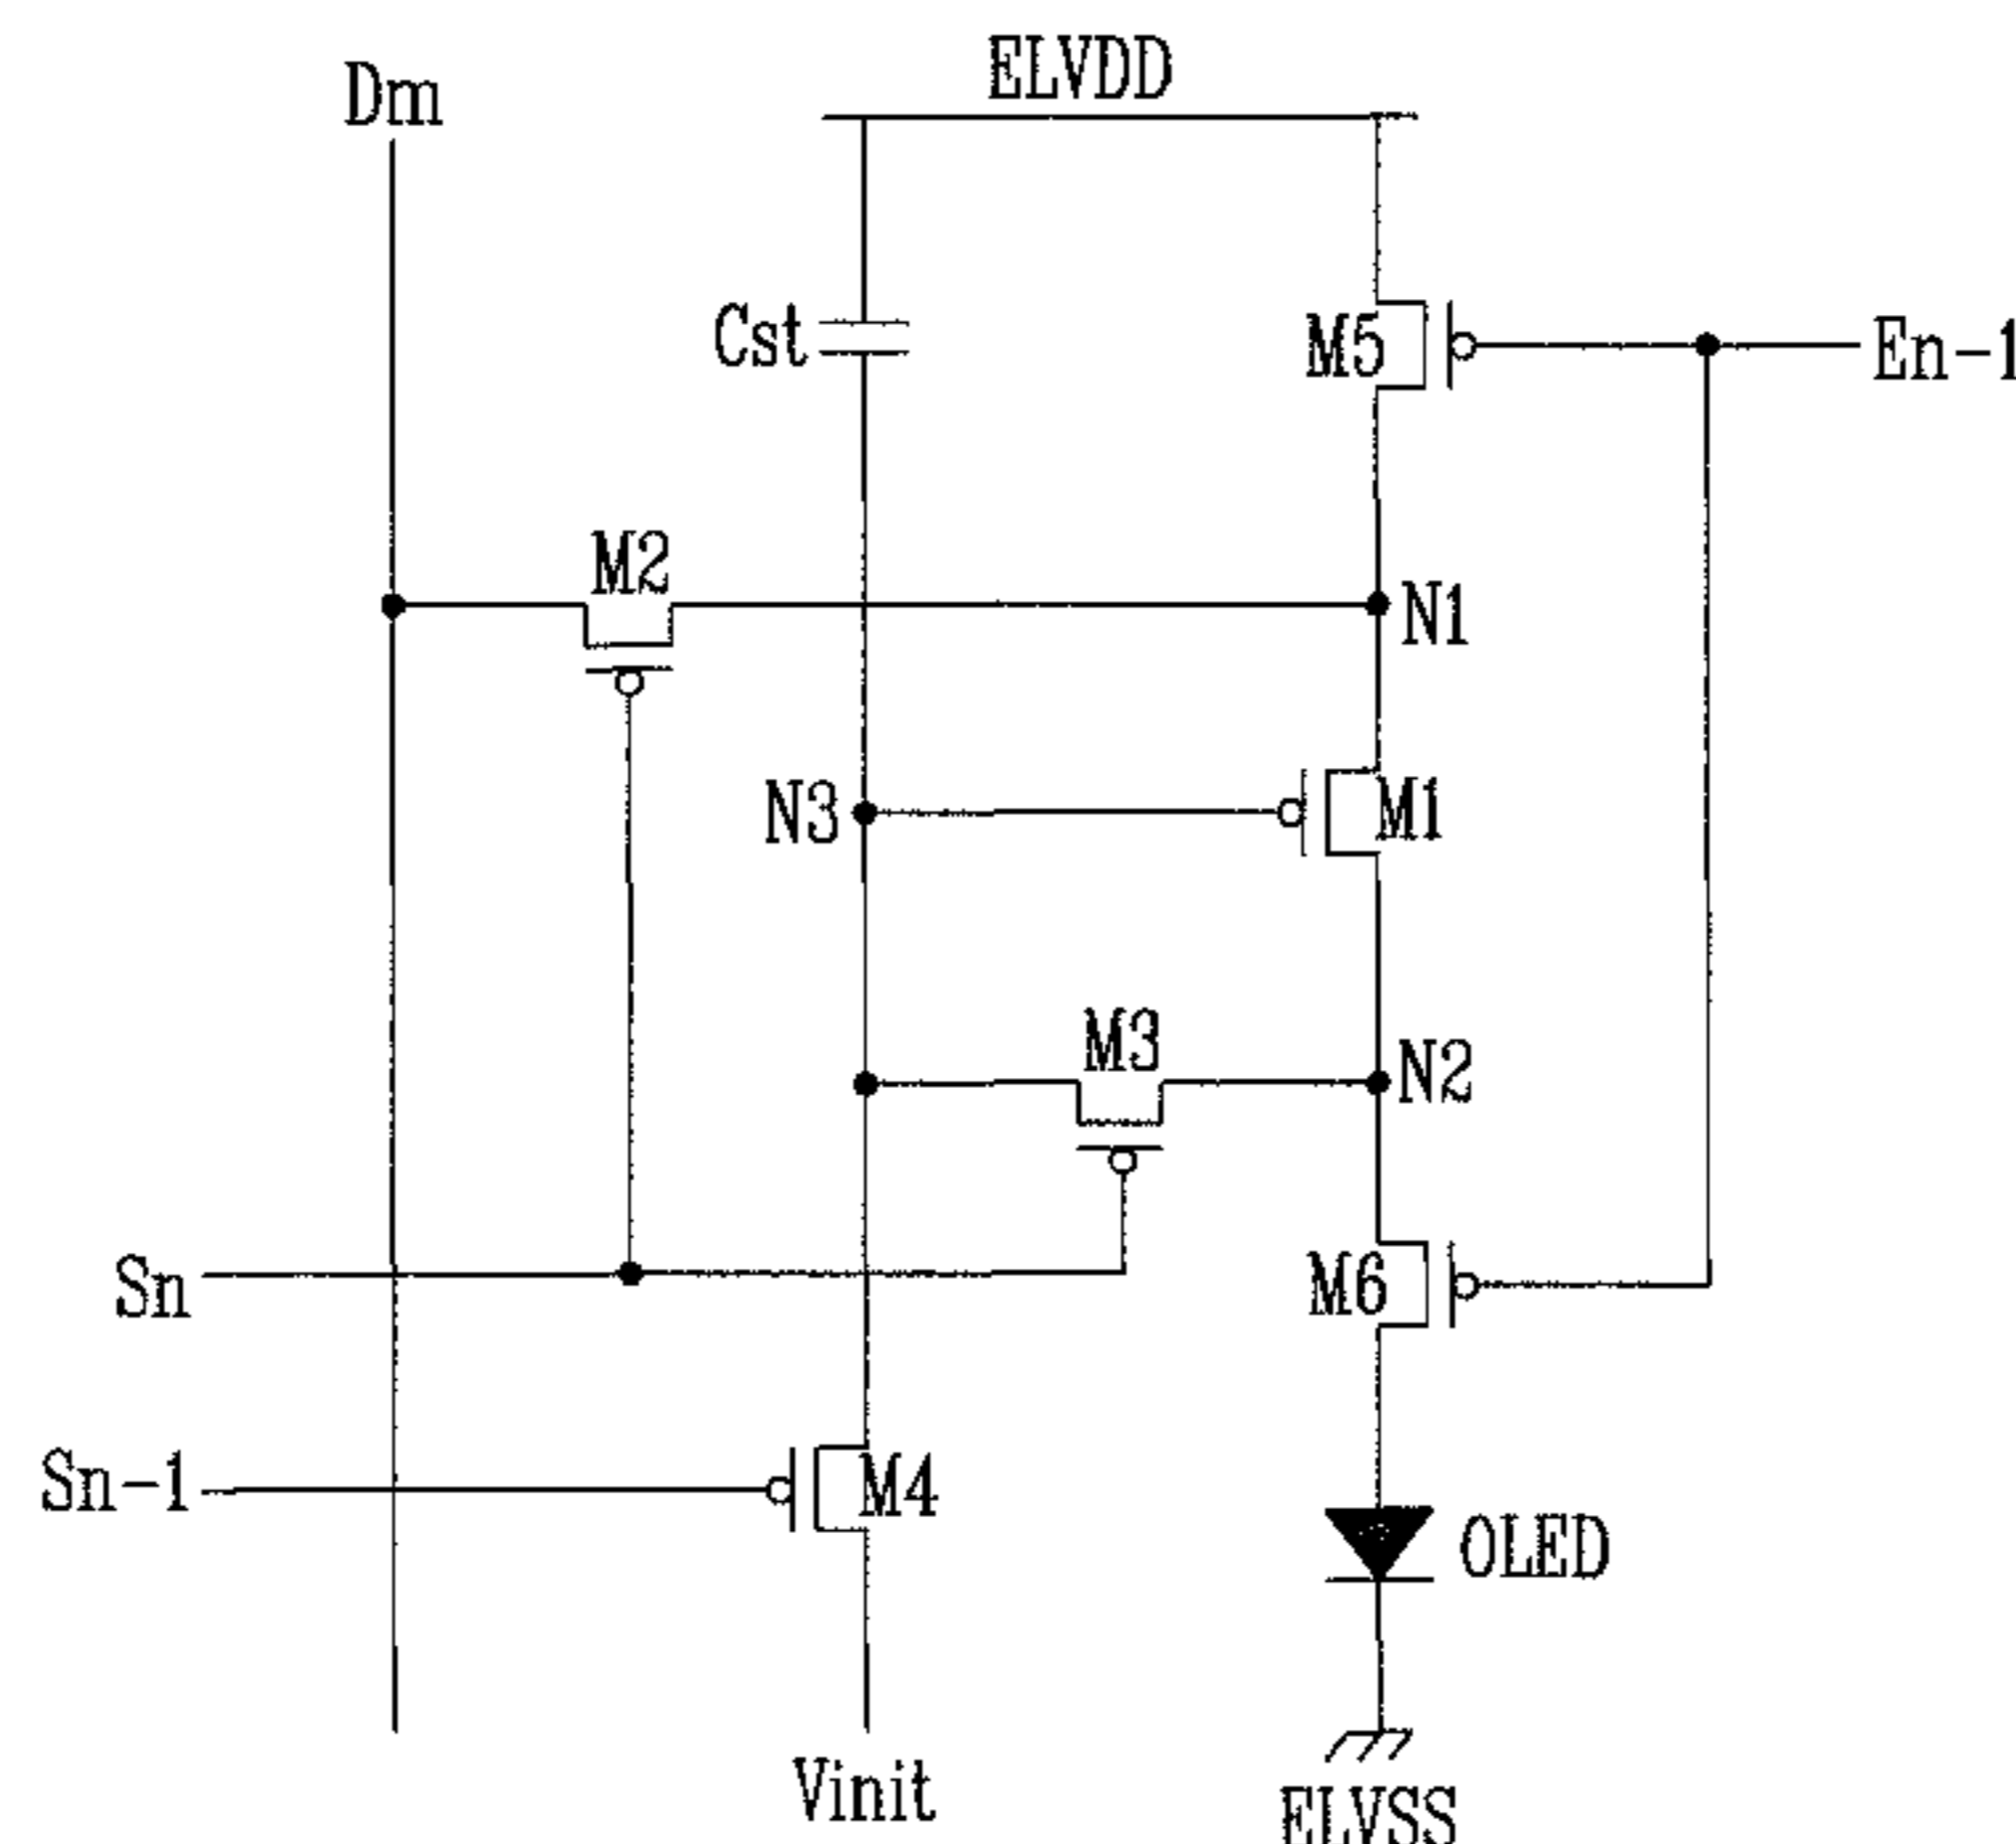 ELVDD
Dm
Cst
M5
En-1
M2
N1
N3
M1
M3
N2
Sn
M6
Sn-1
M4
OLED
Vinit
ELVSS